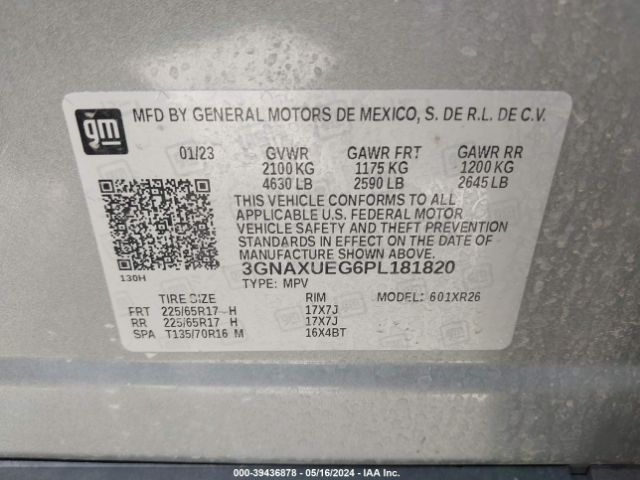 gm
MFD BY GENERAL MOTORS DE MEXICO, S. DE R.L. DE C.V.
01/23 GVWR GAWR FRT GAWR RR
2100 KG 1175 KG 1200 KG
4630 LB 2590 LB 2645 LB
THIS VEHICLE CONFORMS TO ALL
APPLICABLE U.S. FEDERAL MOTOR
VEHICLE SAFETY AND THEFT PREVENTION
STANDARDS IN EFFECT ON THE DATE OF
MANUFACTURE SHOWN ABOVE.
3GNAXUEG6PL181820
130H
TYPE: MPV
TIRE SIZE RIM MODEL: 601XR26
FRT 225/65R17 H 17X7J
RR 225/65R17 H 17X7J
SPA T135/70R16 M 16X4BT
© - 39436878 - 05/16/2024 - IAA Inc.